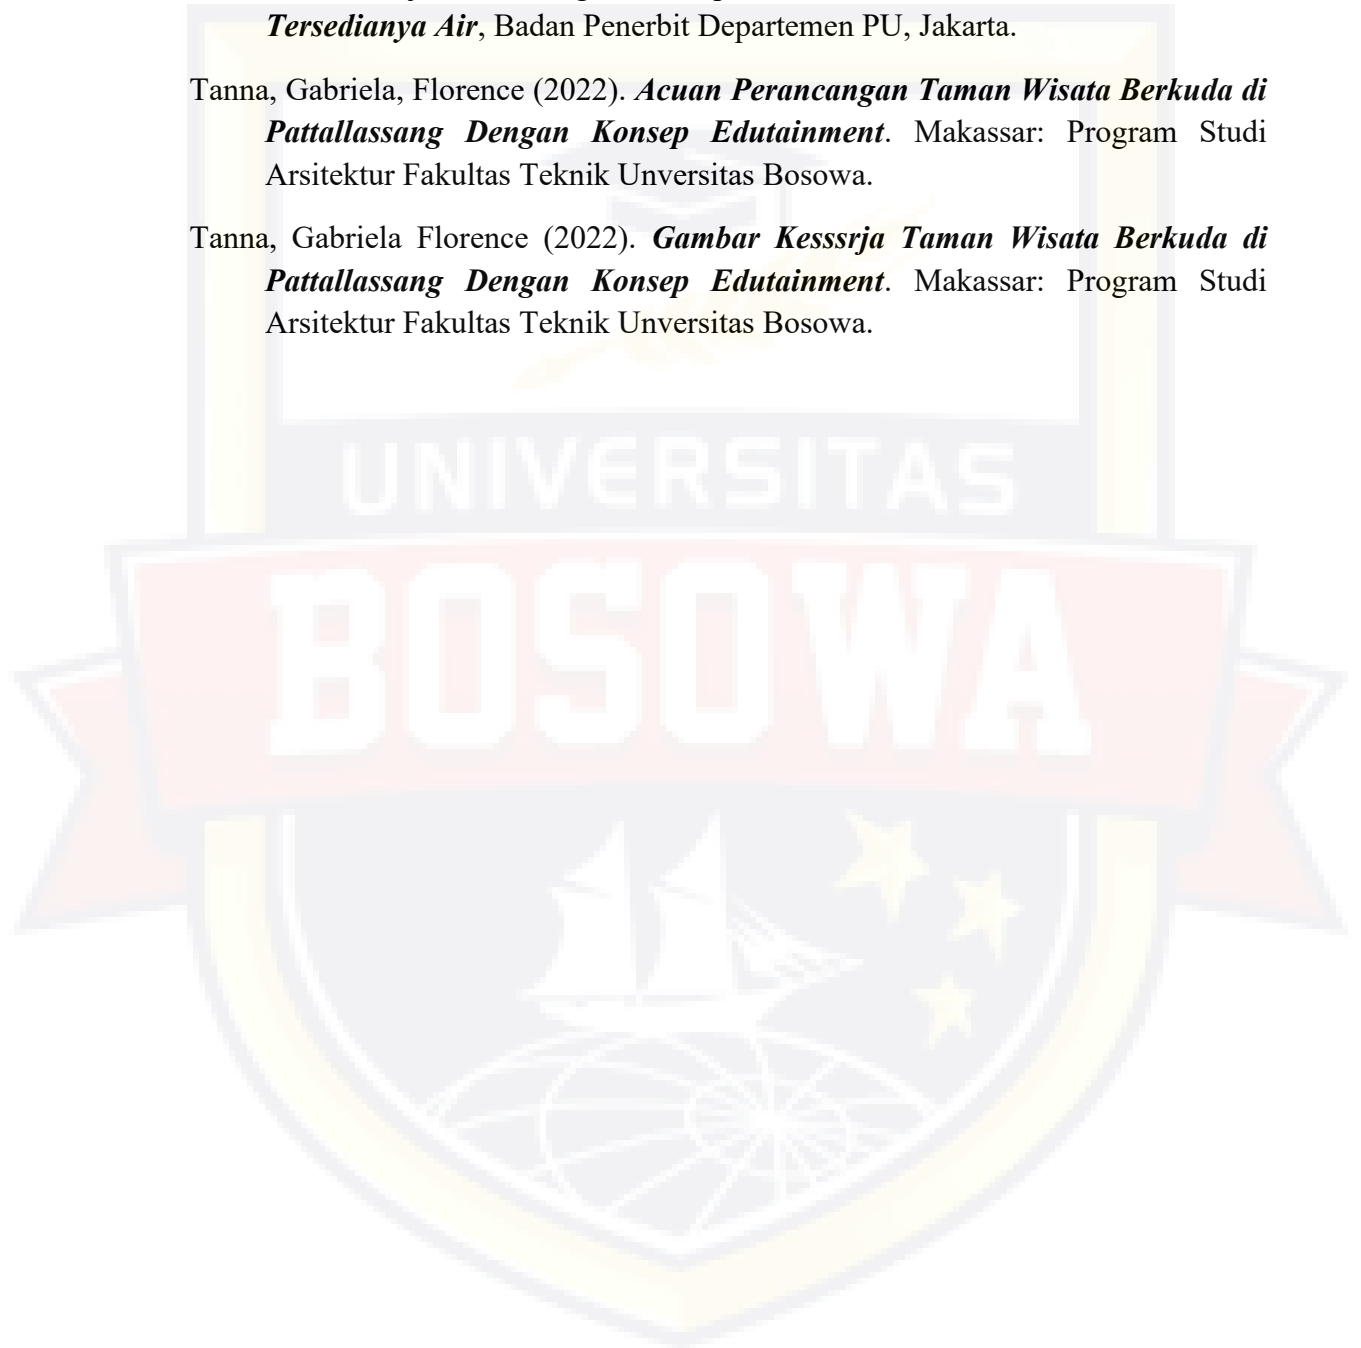 Tersedianya Air, Badan Penerbit Departemen PU, Jakarta.
Tanna, Gabriela, Florence (2022). Acuan Perancangan Taman Wisata Berkuda di
Pattallassang Dengan Konsep Edutainment. Makassar: Program Studi
Arsitektur Fakultas Teknik Unversitas Bosowa.
Tanna, Gabriela Florence (2022). Gambar Kesssrja Taman Wisata Berkuda di
Pattallassang Dengan Konsep Edutainment. Makassar: Program Studi
Arsitektur Fakultas Teknik Unversitas Bosowa.
UNIVERSITAS
BOSOWA